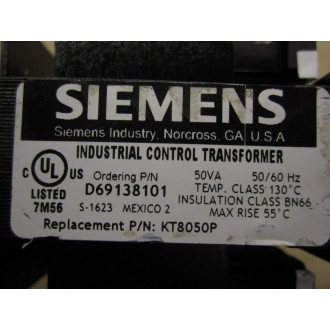 SIEMENS
Siemens Industry, Norcross, GA, U.S.A
INDUSTRIAL CONTROL TRANSFORMER
C UL US
LISTED
7M56
Ordering P/N
D69138101
S-1623 MEXICO 2
50VA 50/60 Hz
TEMP. CLASS 130°C
INSULATION CLASS BN66
MAX RISE 55°C
Replacement P/N: KT8050P